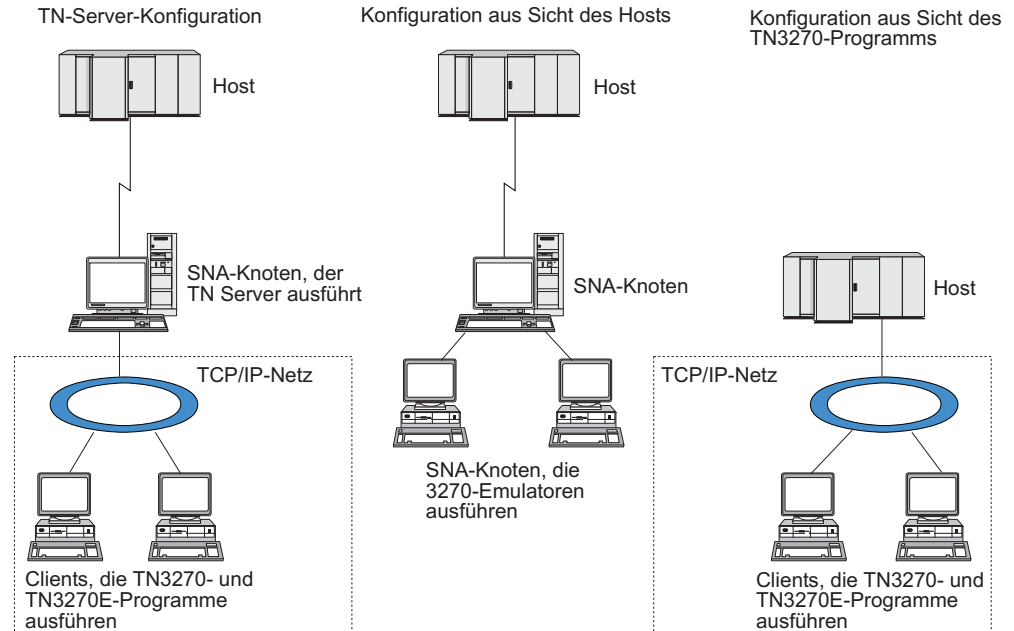 TN-Server-Konfiguration
Host
SNA-Knoten, der
TN Server ausführt
TCP/IP-Netz
Clients, die TN3270- und
TN3270E-Programme
ausführen
Konfiguration aus Sicht des Hosts
Host
SNA-Knoten
SNA-Knoten, die
3270-Emulatoren
ausführen
Konfiguration aus Sicht des
TN3270-Programms
Host
TCP/IP-Netz
Clients, die TN3270- und
TN3270E-Programme
ausführen